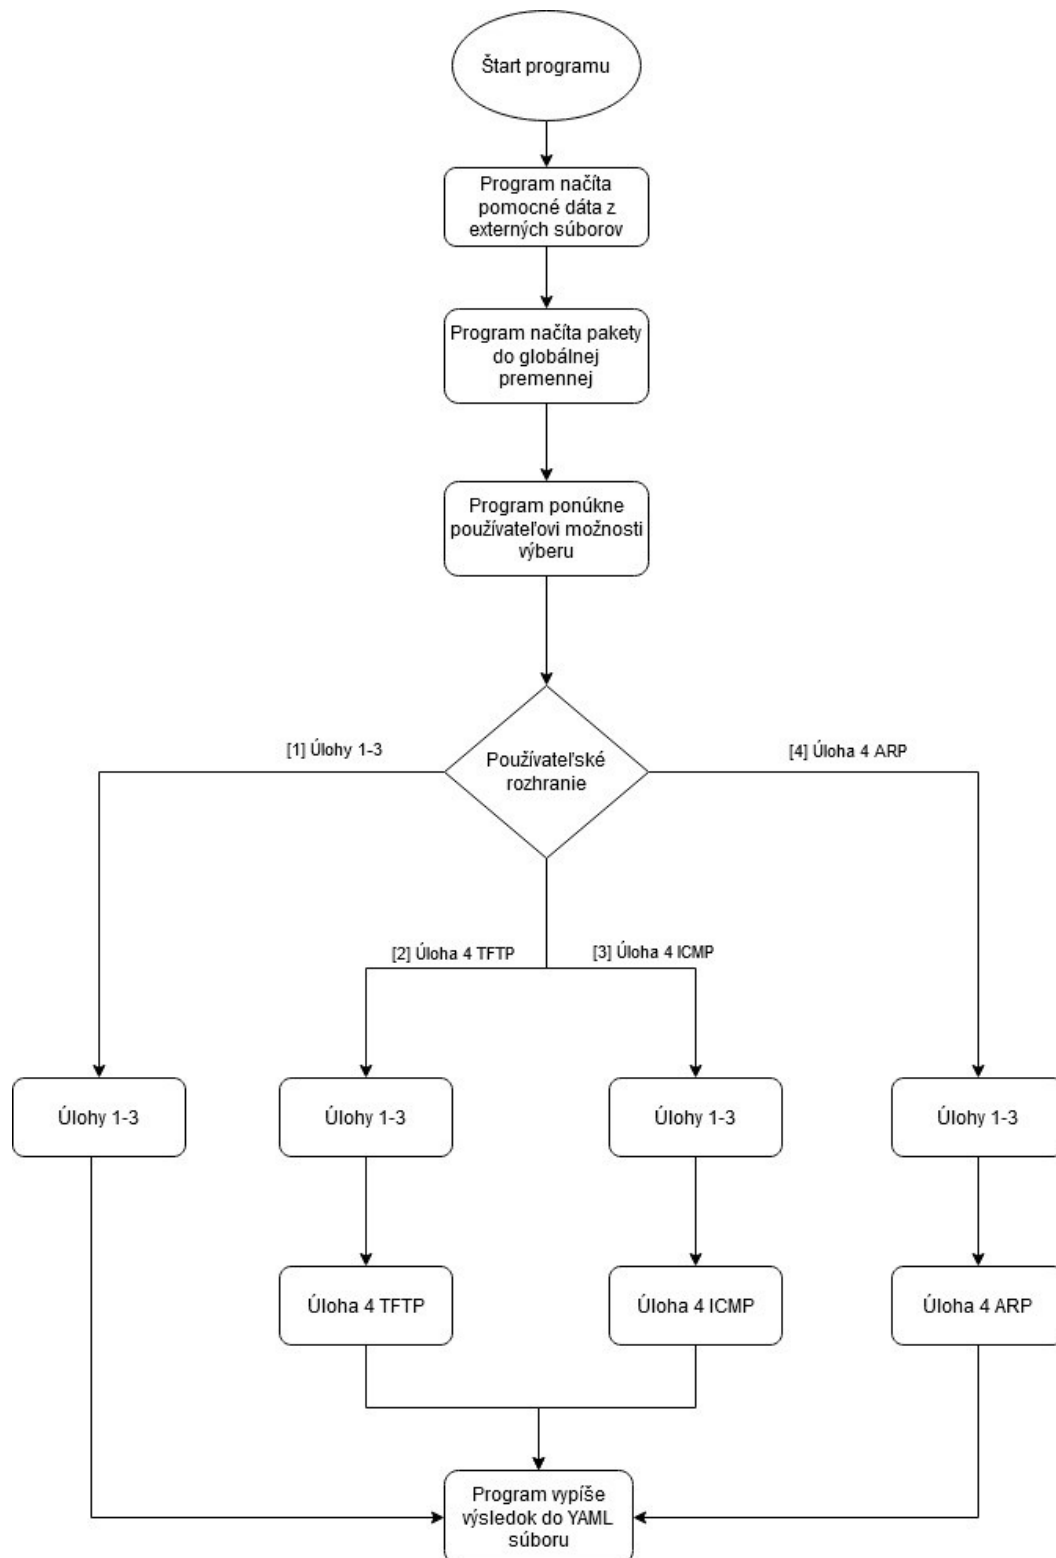 Štart programu
Program načíta
pomocné dáta z
externých súborov
Program načíta pakety
do globálnej
premennej
Program ponúkne
používateľovi možnosti
výberu
Používateľské
rozhranie
[1] Úlohy 1-3
[4] Úloha 4 ARP
[2] Úloha 4 TFTP
[3] Úloha 4 ICMP
Úlohy 1-3
Úlohy 1-3
Úlohy 1-3
Úlohy 1-3
Úloha 4 TFTP
Úloha 4 ICMP
Úloha 4 ARP
Program vypíše
výsledok do YAML
súboru